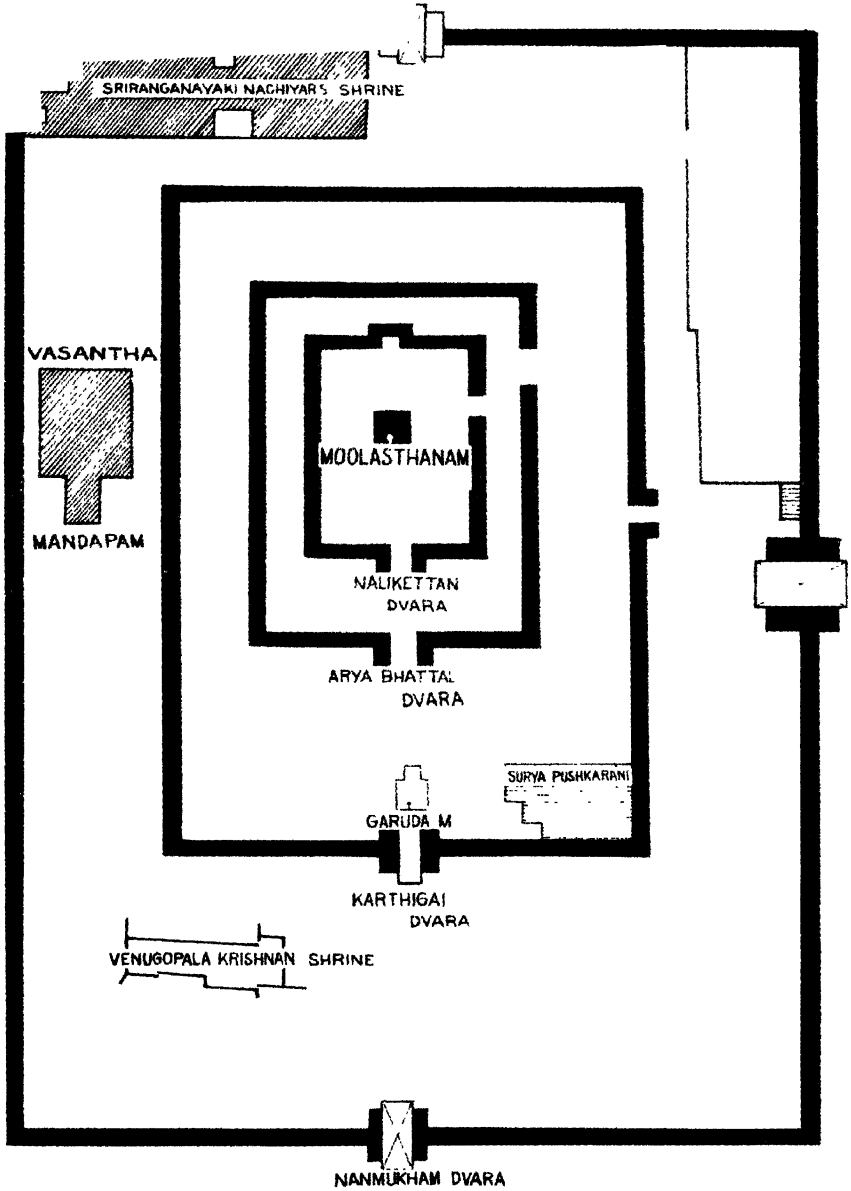 SRIRANGANAYAKI NACHIYAR'S SHRINE
VASANTHA
MANDAPAM
MOOLASTHANAM
NALIKETTAN
DVARA
ARYA BHATTAL
DVARA
SURYA PUSHKARANI
GARUDA M
KARTHIGAI
DVARA
VENUGOPALA KRISHNAN SHRINE
NANMUKHAM DVARA